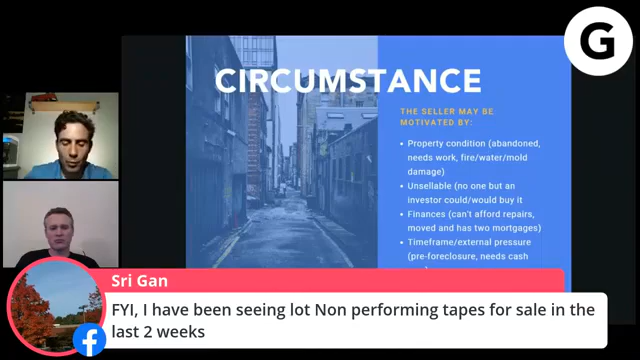 G
CIRCUMSTANCE
THE SELLER MAY BE
MOTIVATED BY:
• Property condition (abandoned,
needs work, fire/water/mold
damage)
• Unsellable (no one but an
investor could/would buy it
• Finances (can't afford repairs,
moved and has two mortgages)
• Timeframe/external pressure
(pre-foreclosure, needs cash
Sri Gan
FYI, I have been seeing lot Non performing tapes for sale in the
last 2 weeks